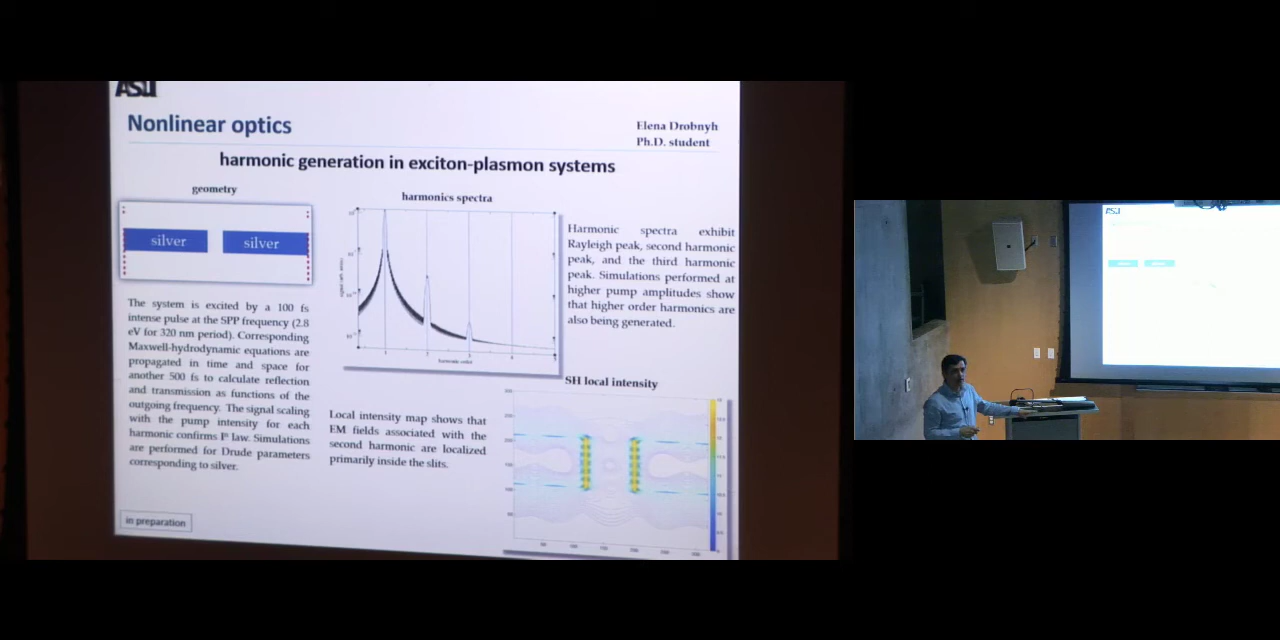 ASU
Nonlinear optics
Elena Drobnyh
Ph.D. student
harmonic generation in exciton-plasmon systems
geometry
silver
silver
The system is excited by a 100 fs
intense pulse at the SPP frequency (2.8
eV for 320 nm period). Corresponding
Maxwell-hydrodynamic equations are
propagated in time and space for
another 500 fs to calculate reflection
and transmission as functions of the
outgoing frequency. The signal scaling
with the pump intensity for each
harmonic confirms law. Simulations
are performed for Drude parameters
corresponding to silver.
in preparation
harmonics spectra
Local intensity map shows that
EM fields associated with the
second harmonic are localized
primarily inside the slits.
Harmonic spectra exhibit
Rayleigh peak, second harmonic
peak, and the third harmonic
peak. Simulations performed at
higher pump amplitudes show
that higher order harmonics are
also being generated.
SH local intensity
ASU